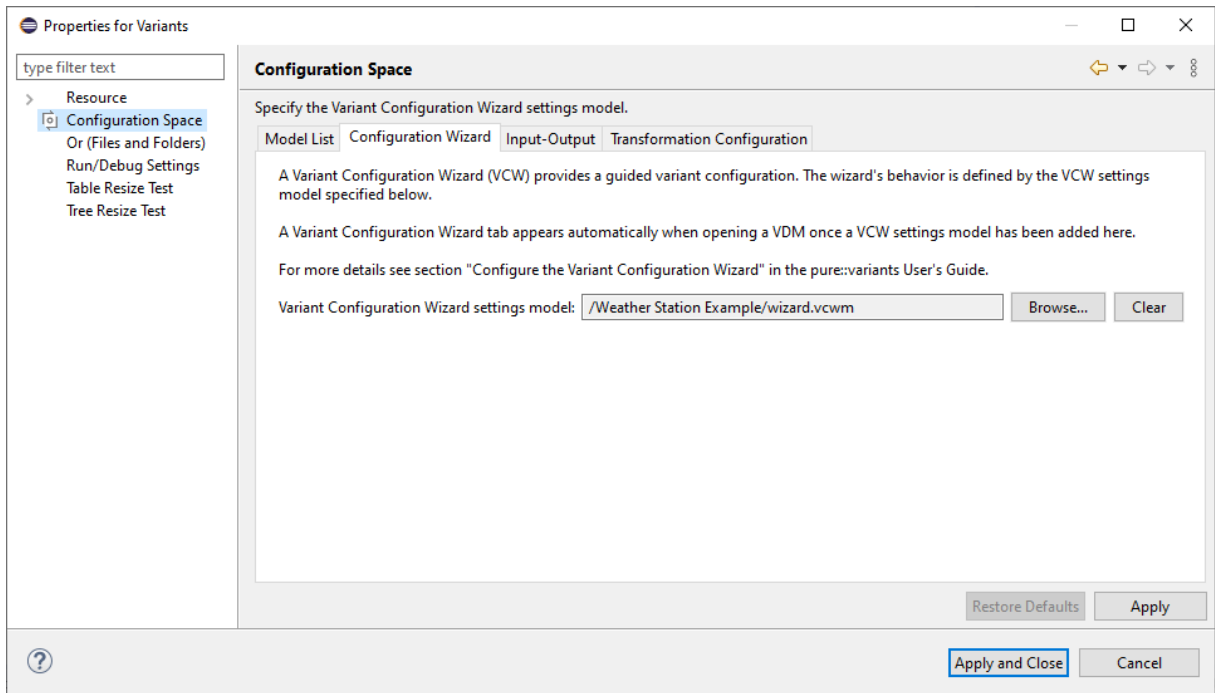 Properties for Variants
type filter text
Resource
Configuration Space
Or (Files and Folders)
Run/Debug Settings
Table Resize Test
Tree Resize Test
Configuration Space
Specify the Variant Configuration Wizard settings model.
Model List Configuration Wizard Input-Output Transformation Configuration
A Variant Configuration Wizard (VCW) provides a guided variant configuration. The wizard's behavior is defined by the VCW settings
model specified below.
A Variant Configuration Wizard tab appears automatically when opening a VDM once a VCW settings model has been added here.
For more details see section "Configure the Variant Configuration Wizard" in the pure::variants User's Guide.
Variant Configuration Wizard settings model: /Weather Station Example/wizard.vcwm Browse... Clear
Restore Defaults Apply
Apply and Close Cancel